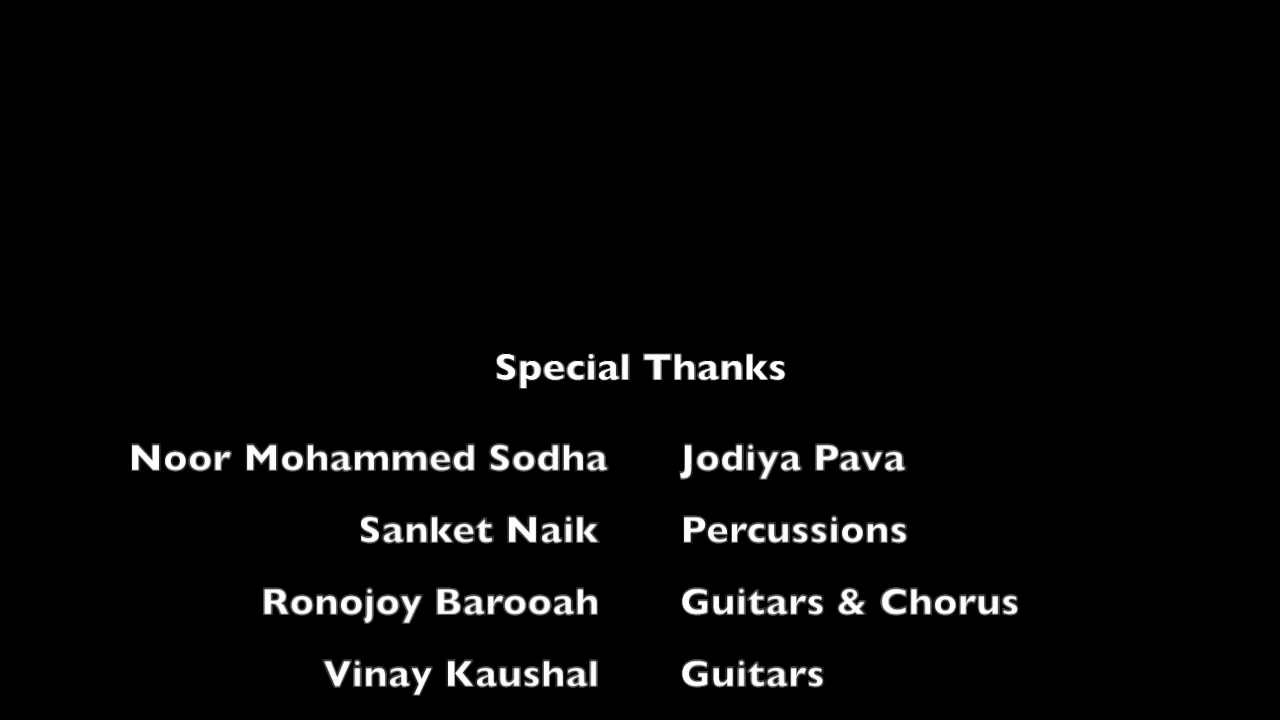 Special Thanks
Noor Mohammed Sodha Jodiya Pava
Sanket Naik Percussions
Ronojoy Barooah Guitars & Chorus
Vinay Kaushal Guitars